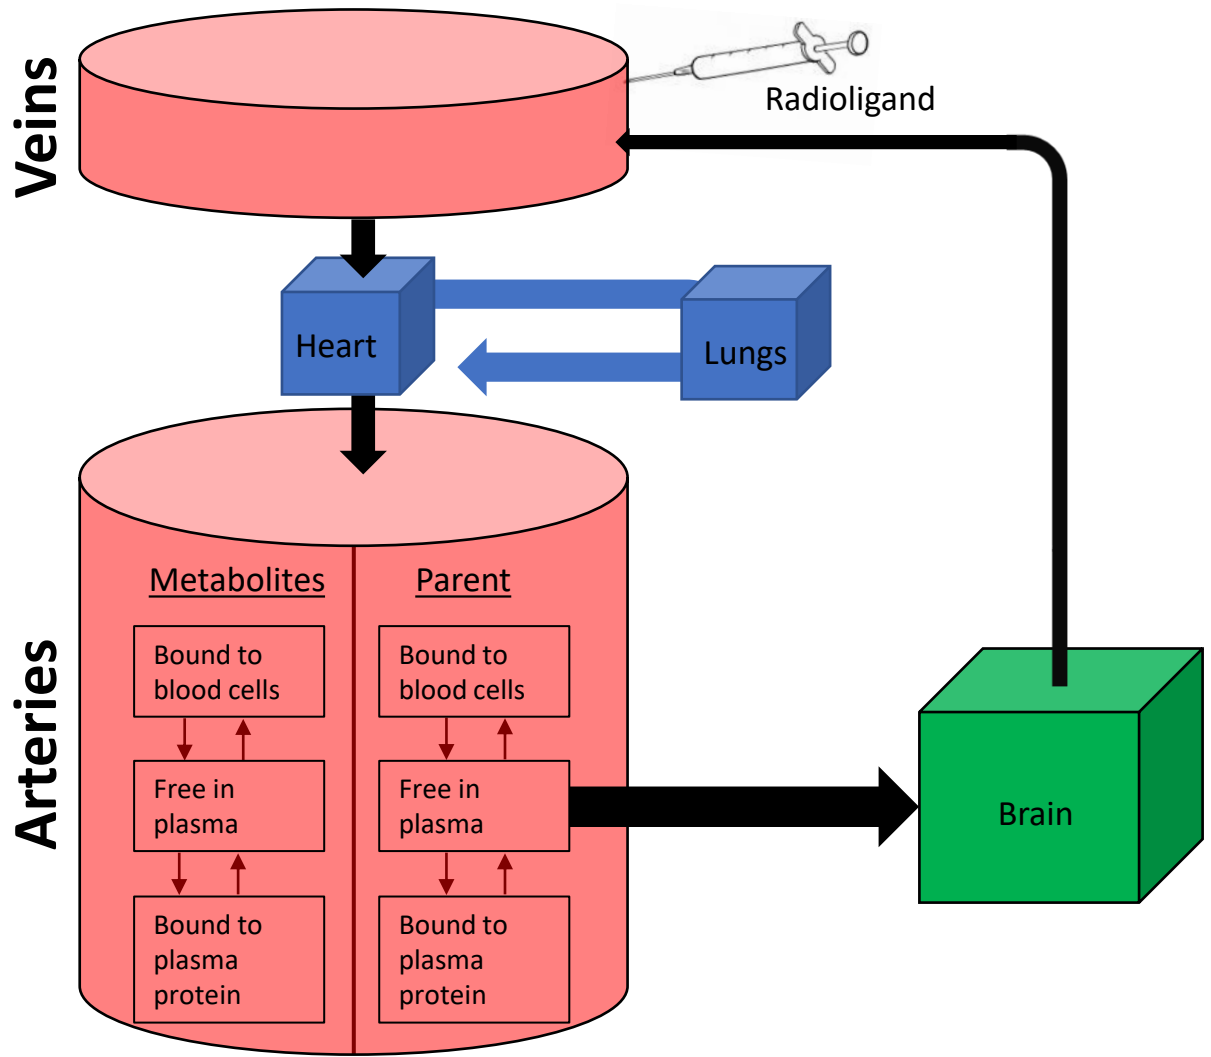 Veins
Radioligand
Heart
Lungs
Arteries
Metabolites
Bound to
blood cells
Free in
plasma
Bound to
plasma
protein
Parent
Bound to
blood cells
Free in
plasma
Bound to
plasma
protein
Brain